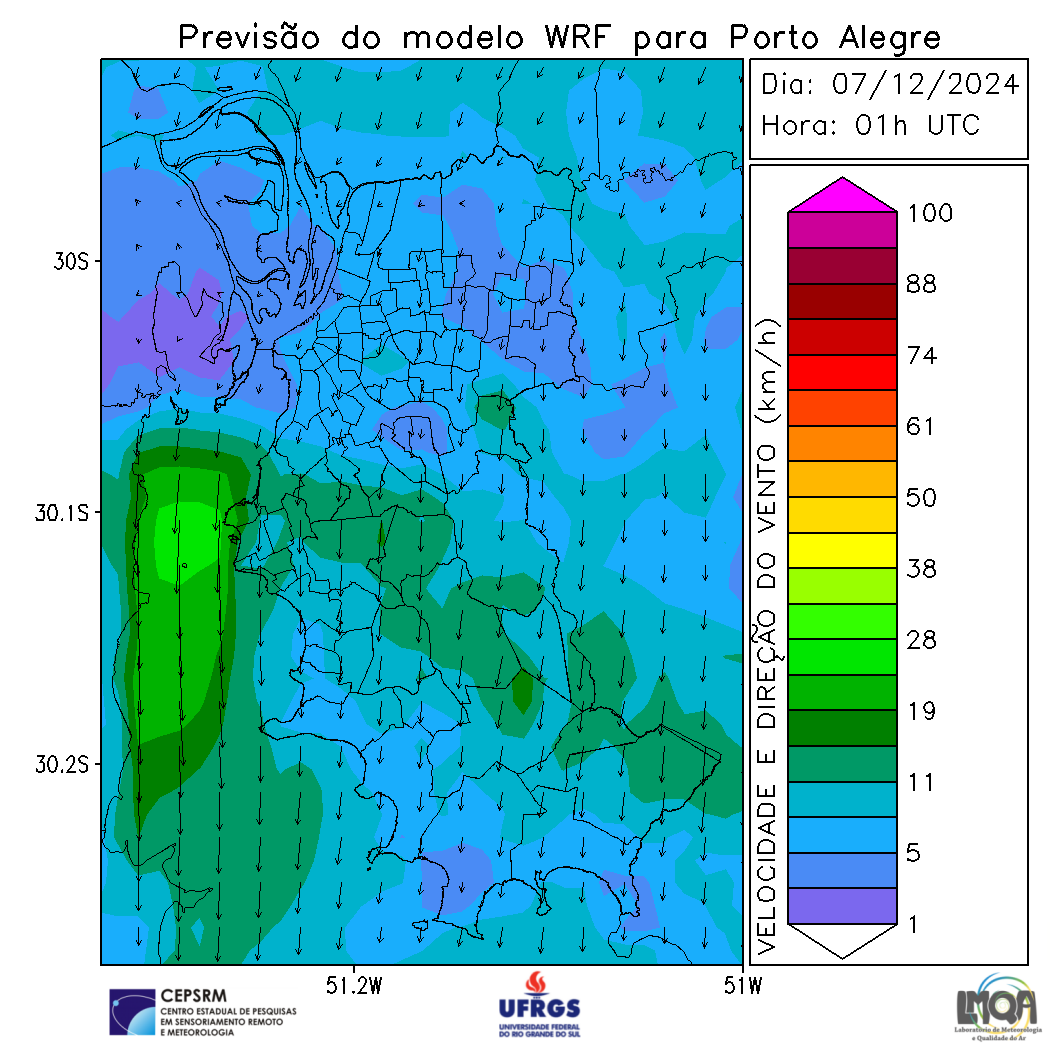 Previsão do modelo WRF para Porto Alegre
Dia: 07/12/2024
Hora: 01h UTC
30S
30.1S
30.2S
51.2W
51W
VELOCIDADE E DIREÇÃO DO VENTO (km/h)
100
88
74
61
50
38
28
19
11
5
1
CEPSRM
CENTRO ESTADUAL DE PESQUISAS
EM SENSORIAMENTO REMOTO
E METEOROLOGIA
UFRGS
UNIVERSIDADE FEDERAL
DO RIO GRANDE DO SUL
LMQA
Laboratório de Meteorologia
e Qualidade do Ar